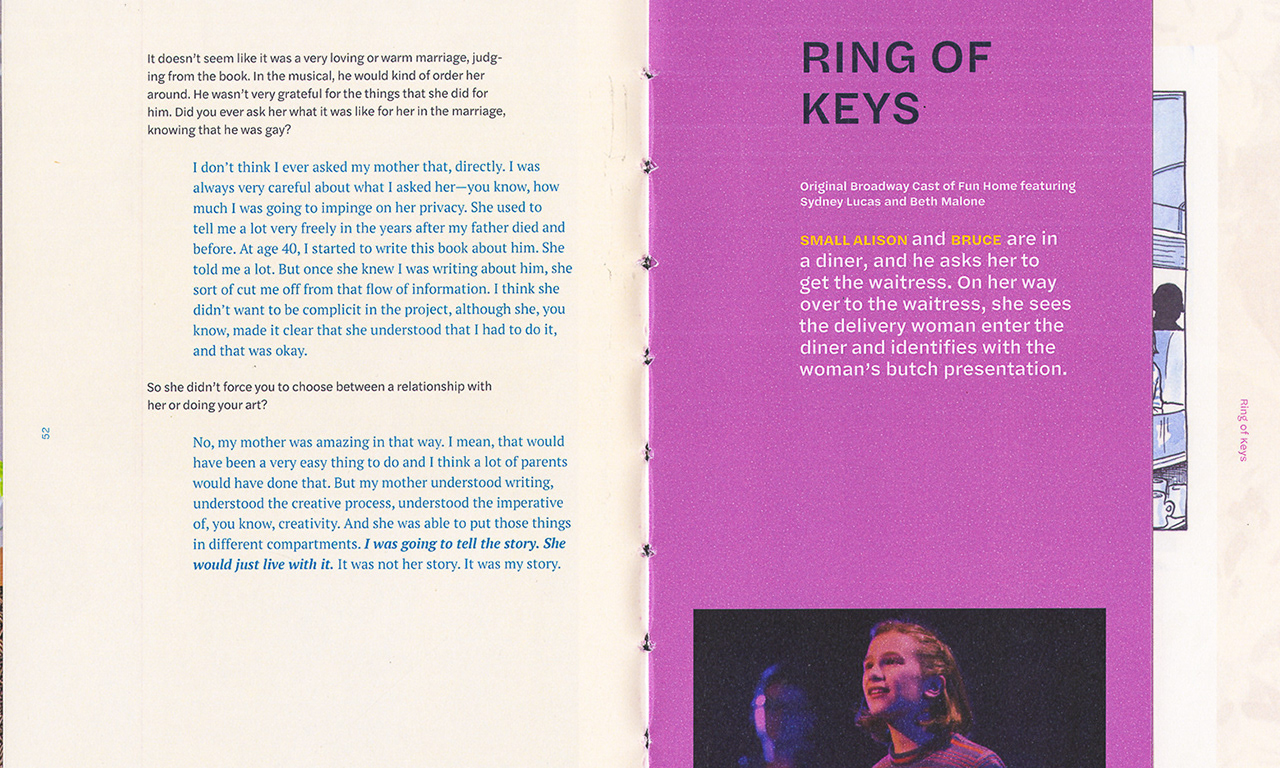 It doesn't seem like it was a very loving or warm marriage, judg-
ing from the book. In the musical, he would kind of order her
around. He wasn't very grateful for the things that she did for
him. Did you ever ask her what it was like for her in the marriage,
knowing that he was gay?
I don't think I ever asked my mother that, directly. I was
always very careful about what I asked her—you know, how
much I was going to impinge on her privacy. She used to
tell me a lot very freely in the years after my father died and
before. At age 40, I started to write this book about him. She
told me a lot. But once she knew I was writing about him, she
sort of cut me off from that flow of information. I think she
didn't want to be complicit in the project, although she, you
know, made it clear that she understood that I had to do it,
and that was okay.
So she didn't force you to choose between a relationship with
her or doing your art?
No, my mother was amazing in that way. I mean, that would
have been a very easy thing to do and I think a lot of parents
would have done that. But my mother understood writing,
understood the creative process, understood the imperative
of, you know, creativity. And she was able to put those things
in different compartments. I was going to tell the story. She
would just live with it. It was not her story. It was my story.
52
RING OF
KEYS
Original Broadway Cast of Fun Home featuring
Sydney Lucas and Beth Malone
SMALL ALISON and BRUCE are in
a diner, and he asks her to
get the waitress. On her way
over to the waitress, she sees
the delivery woman enter the
diner and identifies with the
woman's butch presentation.
Ring of Keys